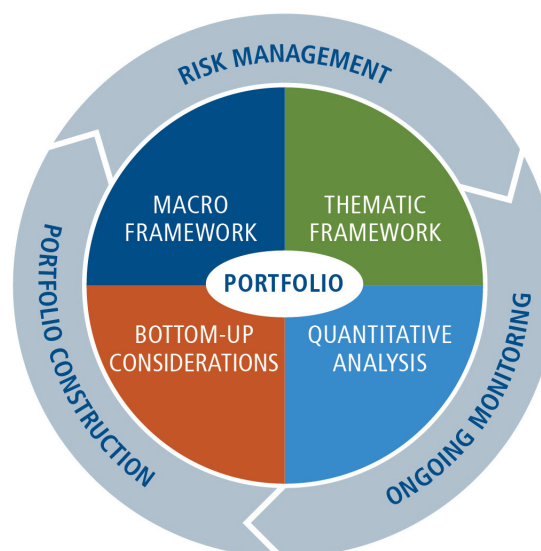 RISK MANAGEMENT
MACRO
FRAMEWORK
THEMATIC
FRAMEWORK
PORTFOLIO
BOTTOM-UP
CONSIDERATIONS
QUANTITATIVE
ANALYSIS
PORTFOLIO CONSTRUCTION
ONGOING MONITORING